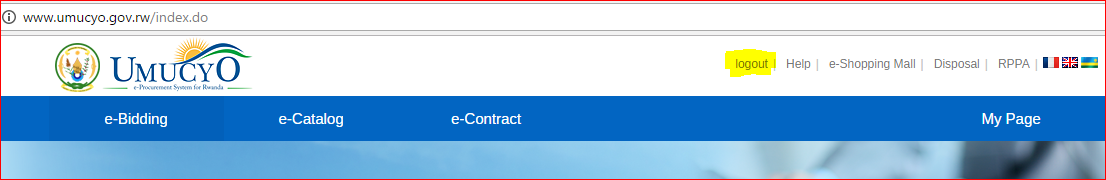 www.umucyo.gov.rw/index.do
UMUCYO
e-Procurement System for Rwanda
logout | Help | e-Shopping Mall | Disposal | RPPA |
e-Bidding e-Catalog e-Contract My Page